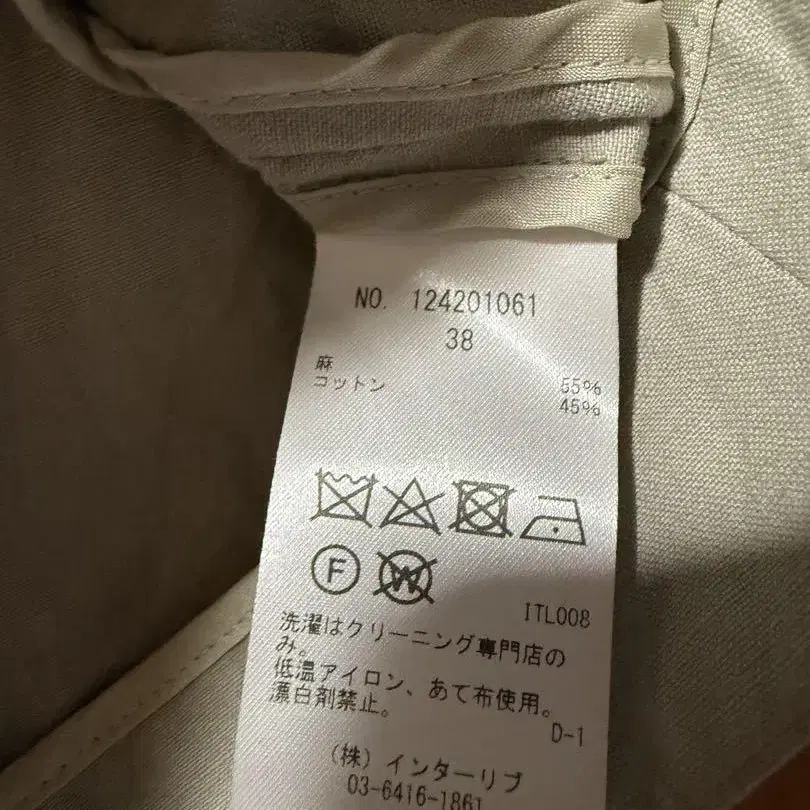 NO. 124201061
38
麻 55%
コットン 45%
F W
ITL008
洗濯はクリーニング専門店の
み。
低温アイロン、あて布使用。
漂白剤禁止。
D-1
(株)インターリブ
03-6416-1861